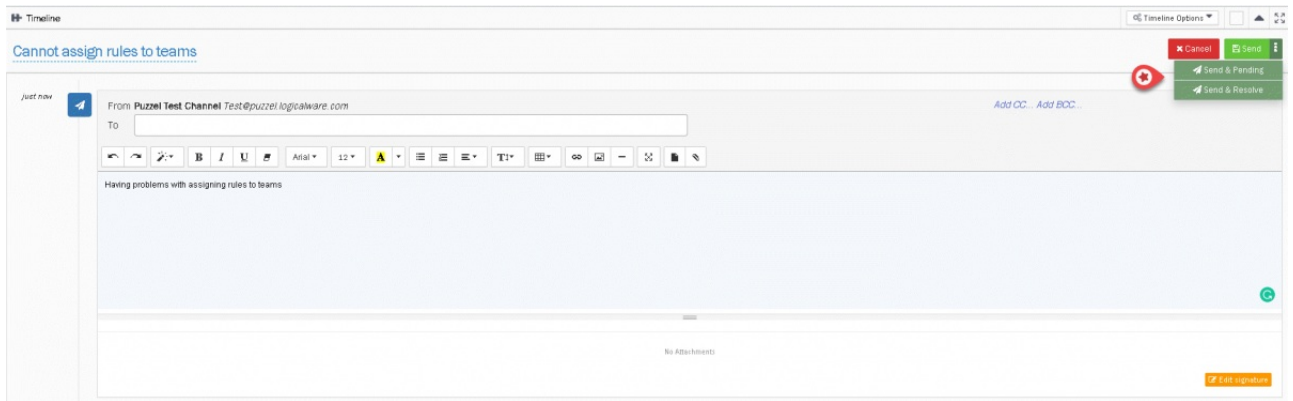 Timeline
Timeline Options
Cannot assign rules to teams
Cancel
Send
Send & Pending
Send & Resolve
just now
From Puzzel Test Channel Test@puzzel.logicalware.com
Add CC... Add BCC...
To
B I U Arial 12 A T
Having problems with assigning rules to teams
No Attachments
Edit signature